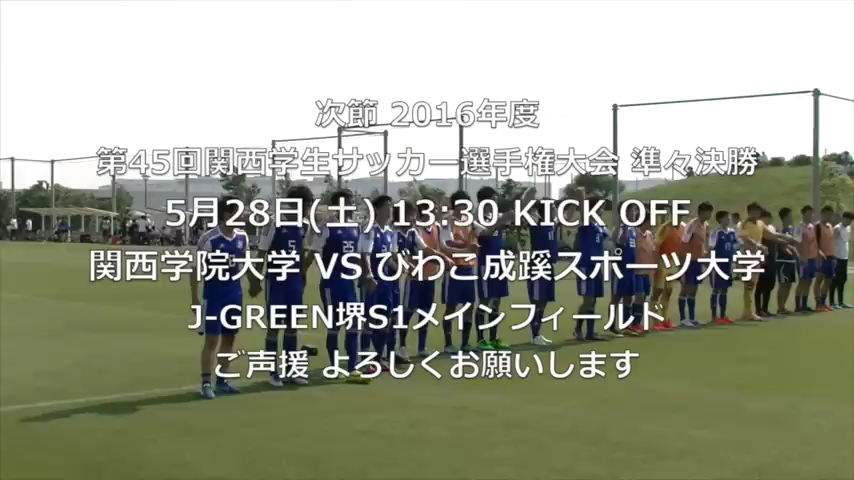 次節 2016年度
第45回関西学生サッカー選手権大会 準々決勝
5月28日(土) 13:30 KICK OFF
関西学院大学 VS びわこ成蹊スポーツ大学
J-GREEN堺S1メインフィールド
ご声援 よろしくお願いします